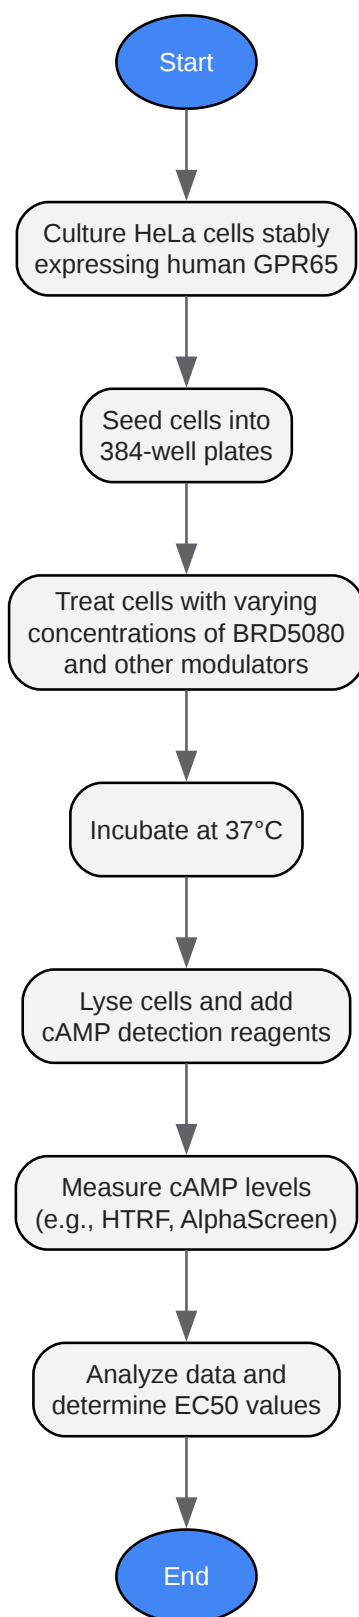 Start
Culture HeLa cells stably
expressing human GPR65
Seed cells into
384-well plates
Treat cells with varying
concentrations of BRD5080
and other modulators
Incubate at 37°C
Lyse cells and add
cAMP detection reagents
Measure cAMP levels
(e.g., HTRF, AlphaScreen)
Analyze data and
determine EC50 values
End